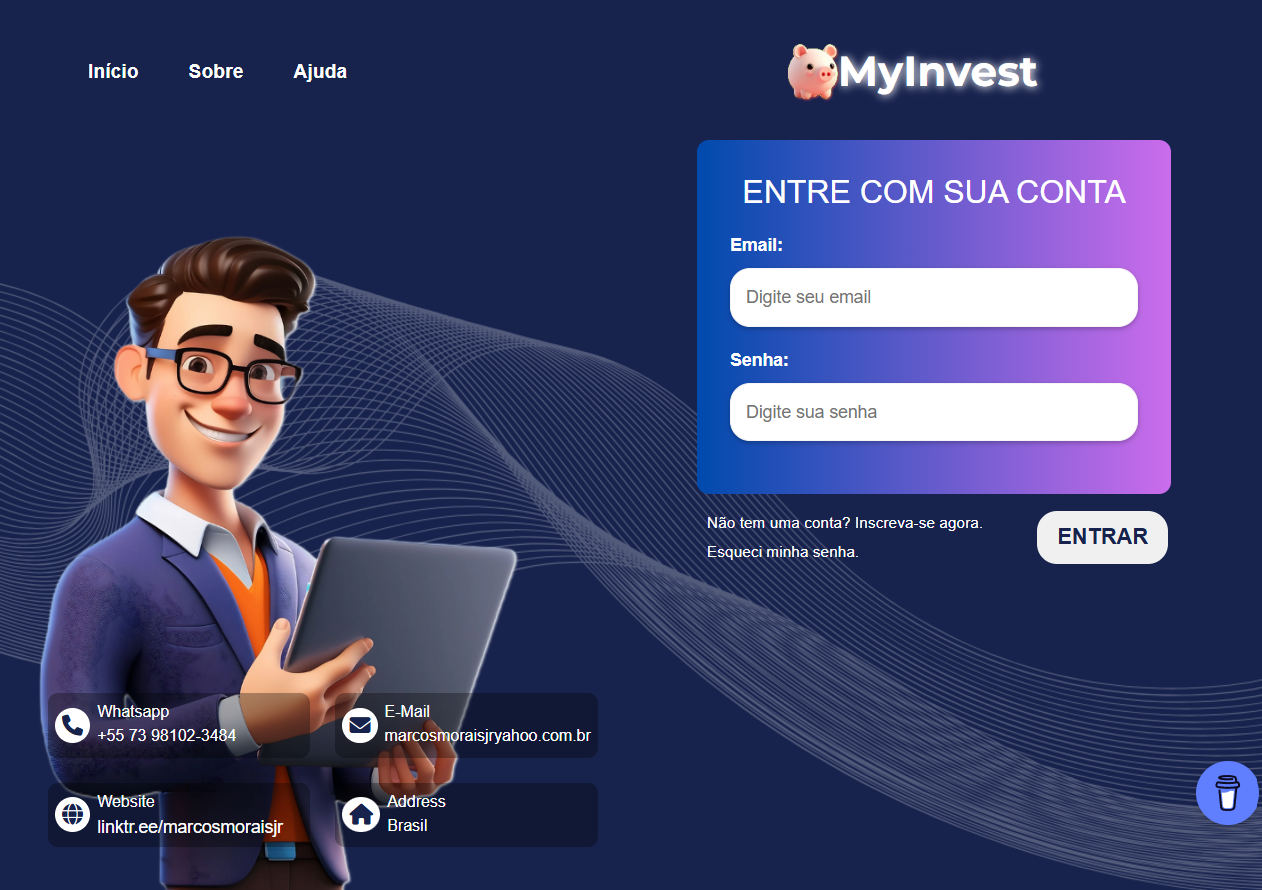 Início
Sobre
Ajuda
MyInvest
ENTRE COM SUA CONTA
Email:
Digite seu email
Senha:
Digite sua senha
Não tem uma conta? Inscreva-se agora.
Esqueci minha senha.
ENTRAR
Whatsapp
+55 73 98102-3484
E-Mail
marcosmoraisjryahoo.com.br
Website
linktr.ee/marcosmoraisjr
Address
Brasil